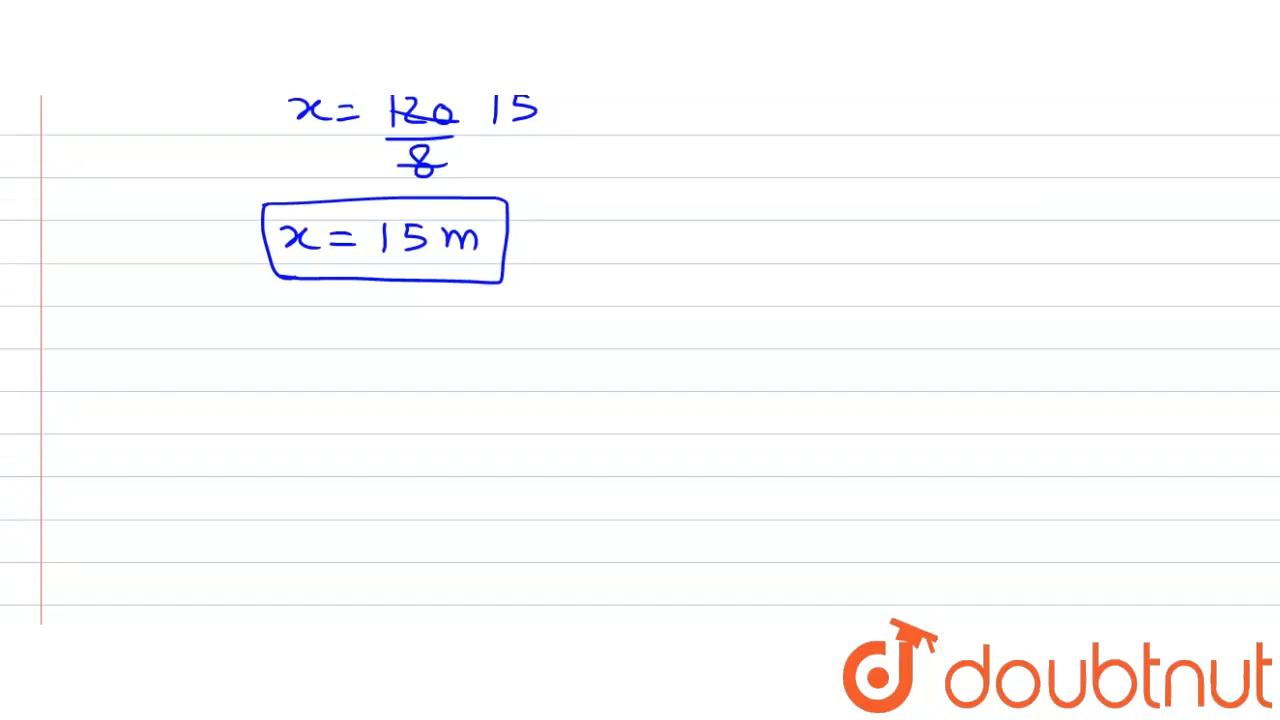 x = 120/8 15
x = 15 m
doubtnut